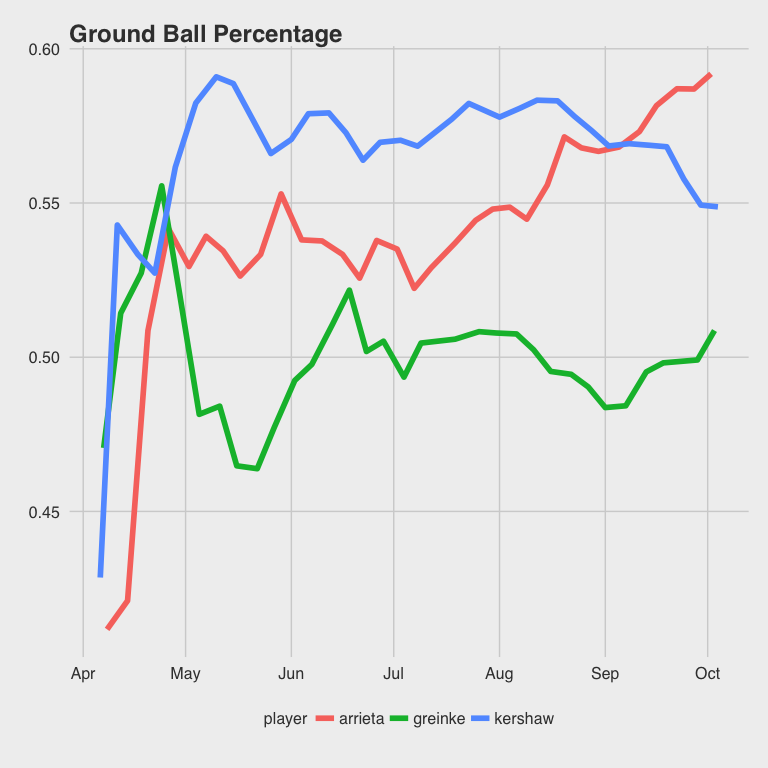 Ground Ball Percentage
0.60
0.55
0.50
0.45
Apr May Jun Jul Aug Sep Oct
player arrieta greinke kershaw